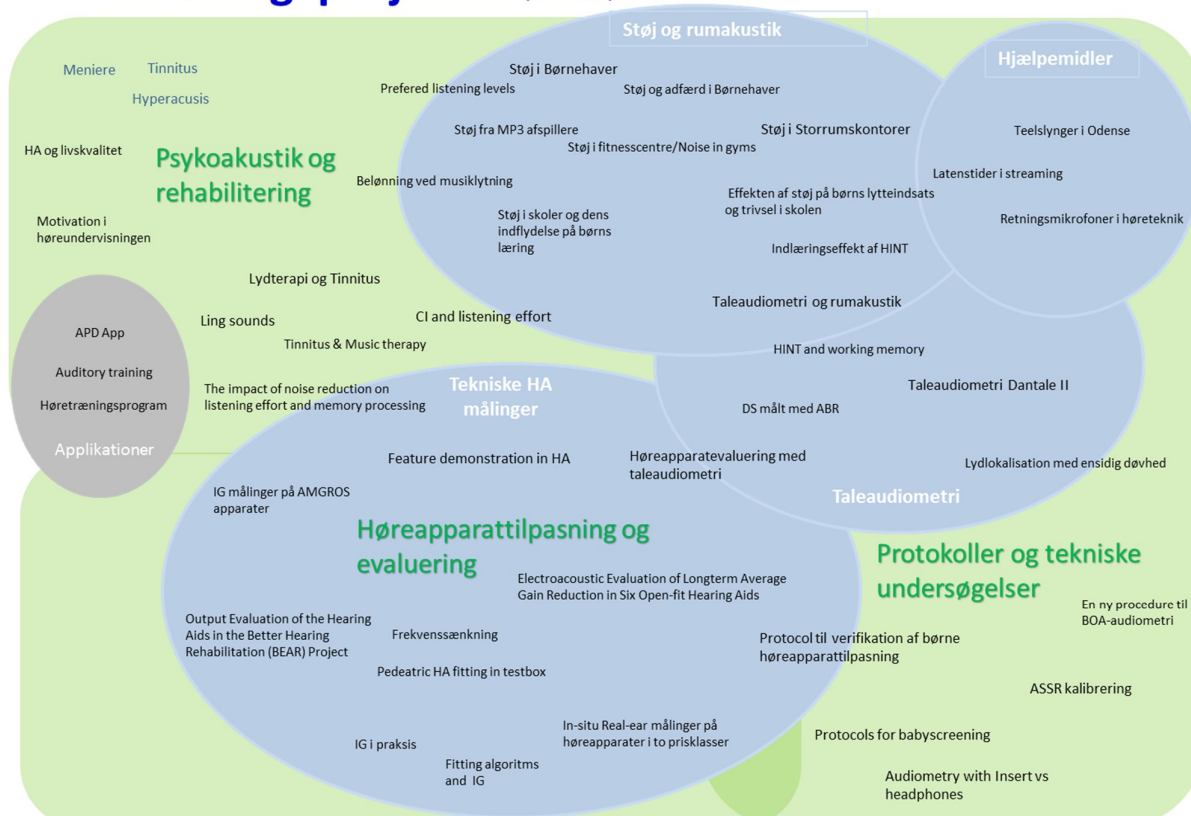 Støj og rumakustik
Hjælpemidler
Meniere
Tinnitus
Hyperacusis
Støj i Børnehaver
Prefered listening levels
Støj og adfærd i Børnehaver
Støj fra MP3 afspillere
Støj i Storrumskontorer
Støj i fitnesscentre/Noise in gyms
Teelslynger i Odense
HA og livskvalitet
Psykoakustik og
rehabilitering
Belønning ved musiklytning
Latenstider i streaming
Effekten af støj på børns lytteindsats
og trivsel i skolen
Retningsmikrofoner i høreteknik
Motivation i
høreundervisningen
Støj i skoler og dens
indflydelse på børns
læring
Indlæringseffekt af HINT
Lydterapi og Tinnitus
Taleaudiometri og rumakustik
Ling sounds
CI and listening effort
Tinnitus & Music therapy
APD App
Auditory training
Høretræningsprogram
Applikationer
HINT and working memory
The impact of noise reduction on
listening effort and memory processing
Tekniske HA
målinger
Taleaudiometri Dantale II
DS målt med ABR
Feature demonstration in HA
Høreapparatevaluering med
taleaudiometri
Lydlokalisation med ensidig døvhed
Taleaudiometri
IG målinger på AMGROS
apparater
Høreapparattilpasning og
evaluering
Protokoller og tekniske
undersøgelser
Electroacoustic Evaluation of Longterm Average
Gain Reduction in Six Open-fit Hearing Aids
En ny procedure til
BOA-audiometri
Output Evaluation of the Hearing
Aids in the Better Hearing
Rehabilitation (BEAR) Project
Frekvenssænkning
Protocol til verifikation af børne
høreapparattilpasning
Pedeatric HA fitting in testbox
ASSR kalibrering
In-situ Real-ear målinger på
høreapparater i to prisklasser
Protocols for babyscreening
IG i praksis
Fitting algoritms
and IG
Audiometry with Insert vs
headphones